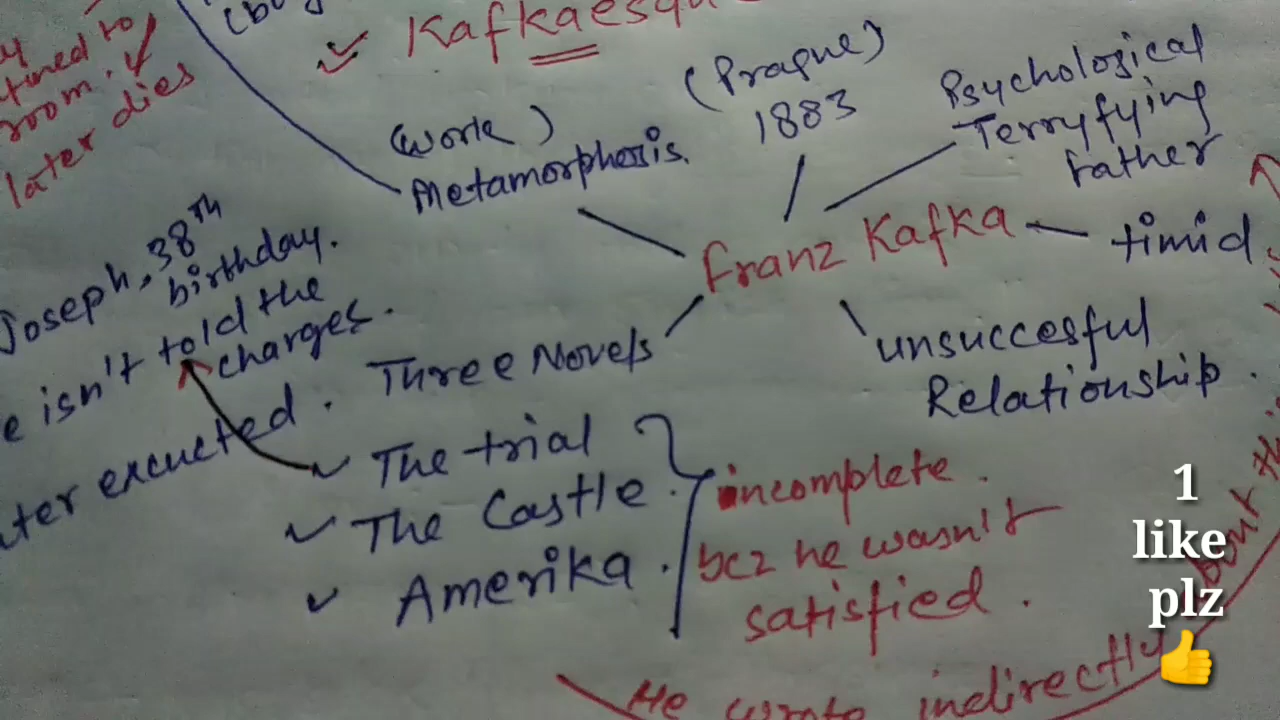 Kafkaesqu
tined to
room.
later dies
(Prague)
1883
Psychological
Terryfying
father
(work)
Metamorphosis.
Franz Kafka
timid
Joseph, 38th
birthday.
e isn't told the
charges.
ter excucted.
Three Novels
unsuccesful
Relationship.
The trial
The Castle.
Amerika.
incomplete.
bcz he wasn't
satisfied.
He wrote indirectly
1
like
plz
👍